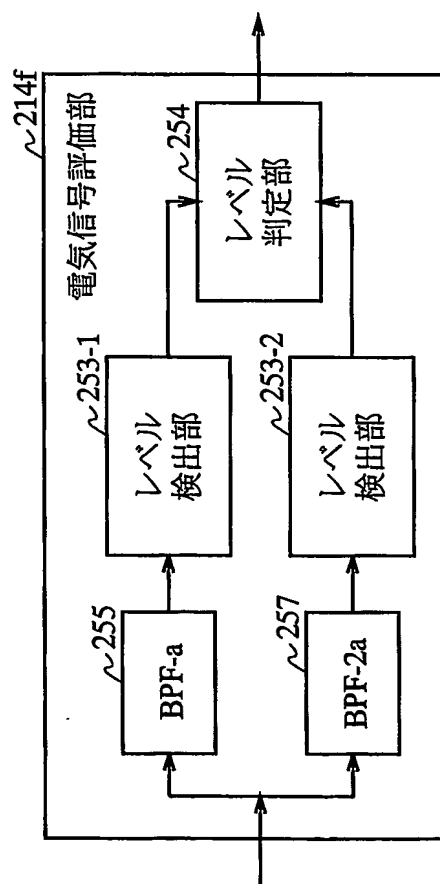 214f
電気信号評価部
255
BPF-a
253-1
レベル
検出部
254
レベル
判定部
257
BPF-2a
253-2
レベル
検出部